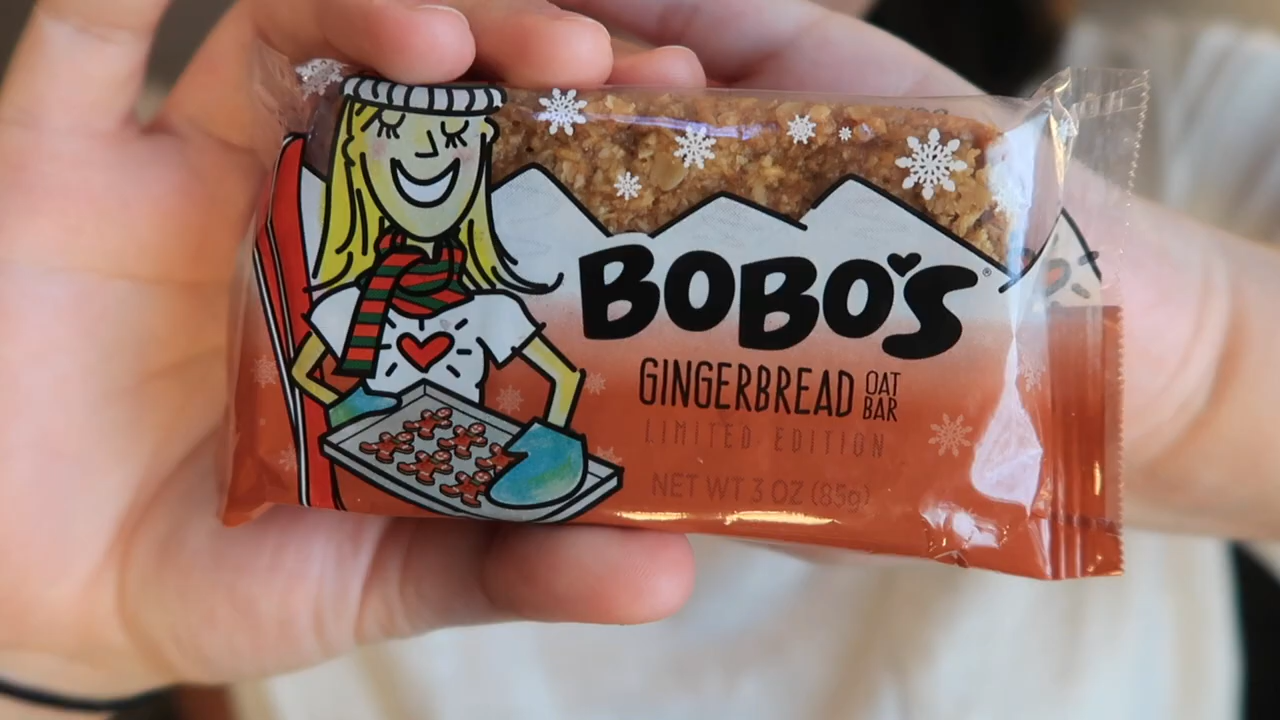 BOBO'S®
GINGERBREAD OAT BAR
LIMITED EDITION
NET WT 3 OZ (85g)